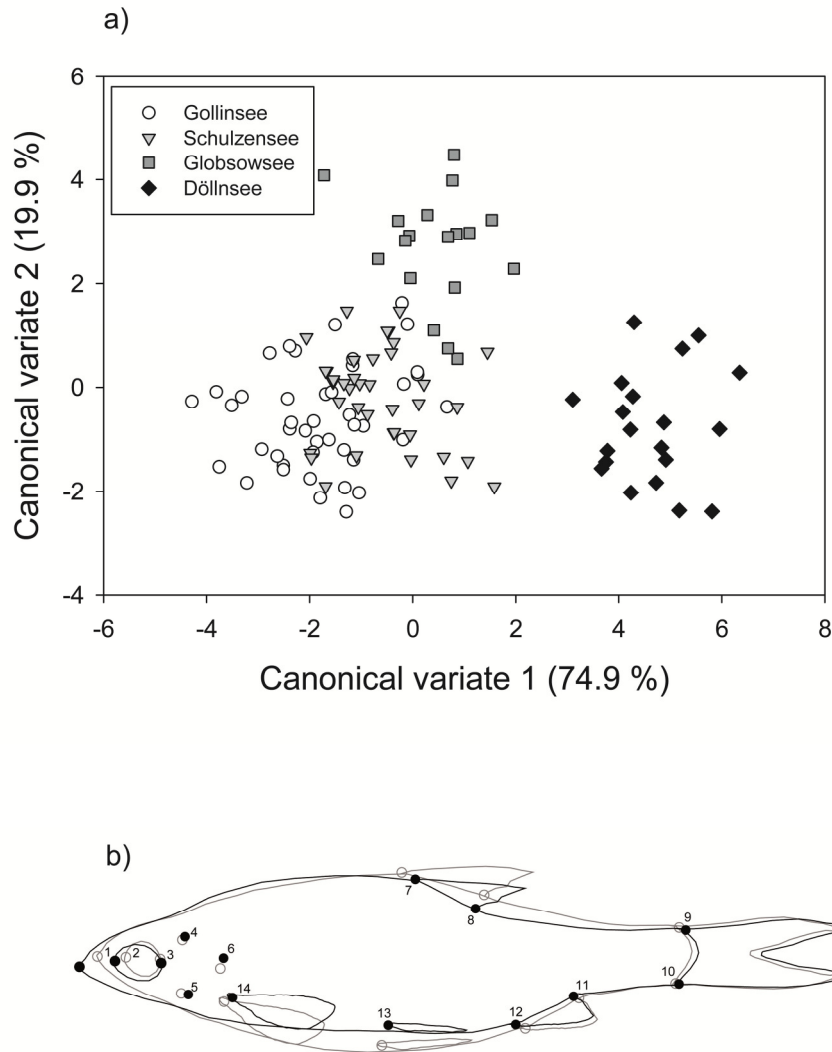 a)
6
4
2
0
-2
-4
Canonical variate 2 (19.9 %)
Gollinsee
Schulzensee
Globsowsee
Döllnsee
-6 -4 -2 0 2 4 6 8
Canonical variate 1 (74.9 %)
b)
7
8
9
4
1 2 3 6
5 14
10
11
13 12